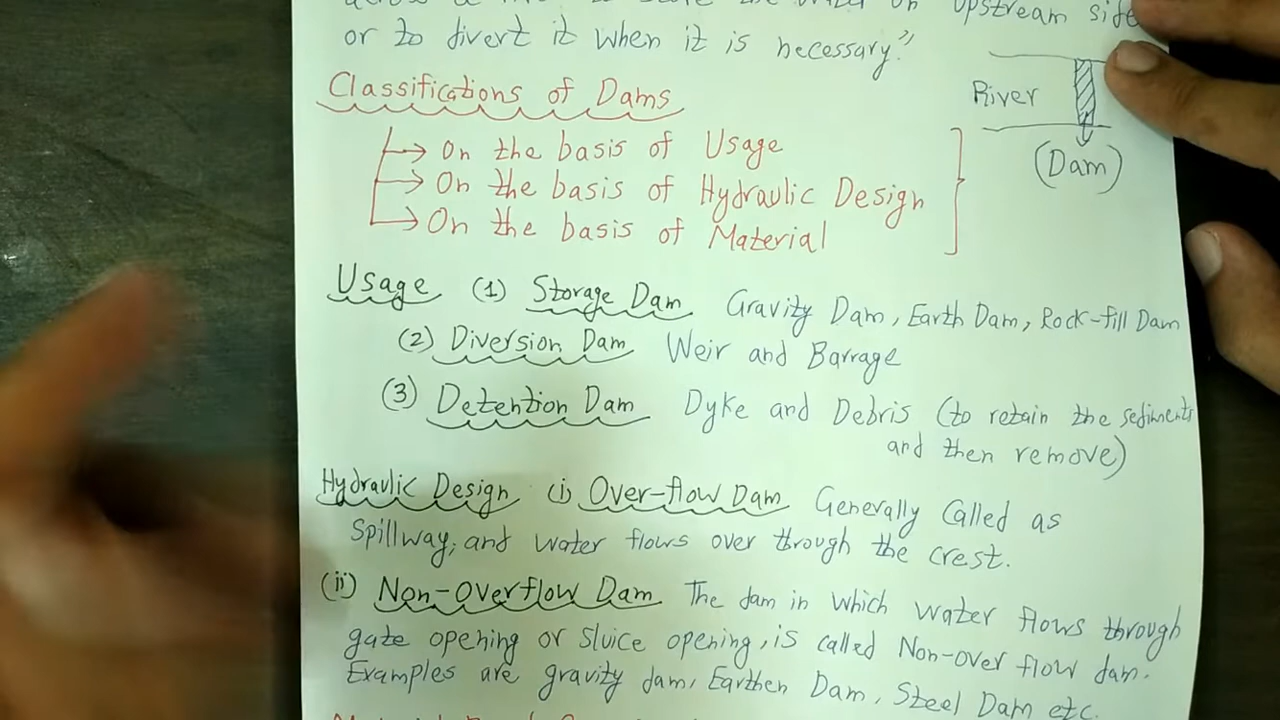 the on Upstream side
or to divert it when it is necessary."
River
(Dam)
Classifications of Dams
On the basis of Usage
On the basis of Hydraulic Design
On the basis of Material
Usage (1) Storage Dam Gravity Dam, Earth Dam, Rock-fill Dam
(2) Diversion Dam Weir and Barrage
(3) Detention Dam Dyke and Debris (to retain the sediments
and then remove)
Hydraulic Design (i) Over-flow Dam Generally Called as
Spillway, and water flows over through the crest.
(ii) Non-Overflow Dam The dam in which water flows through
gate opening or Sluice opening, is called Non-over flow dam.
Examples are gravity dam, Earthen Dam, Steel Dam etc.